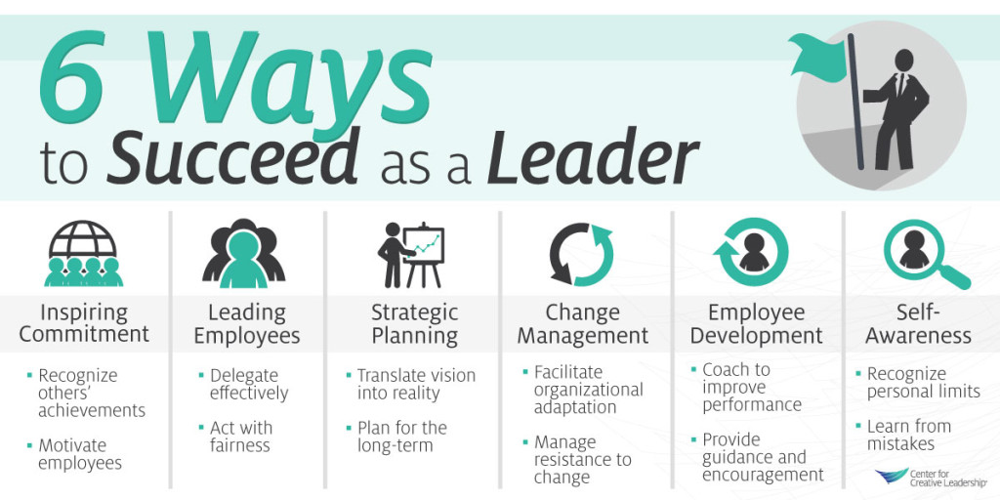 6 Ways
to Succeed as a Leader
Inspiring
Commitment
▪ Recognize
others'
achievements
▪ Motivate
employees
Leading
Employees
▪ Delegate
effectively
▪ Act with
fairness
Strategic
Planning
▪ Translate vision
into reality
▪ Plan for the
long-term
Change
Management
▪ Facilitate
organizational
adaptation
▪ Manage
resistance to
change
Employee
Development
▪ Coach to
improve
performance
▪ Provide
guidance and
encouragement
Self-
Awareness
▪ Recognize
personal limits
▪ Learn from
mistakes
Center for
Creative Leadership®